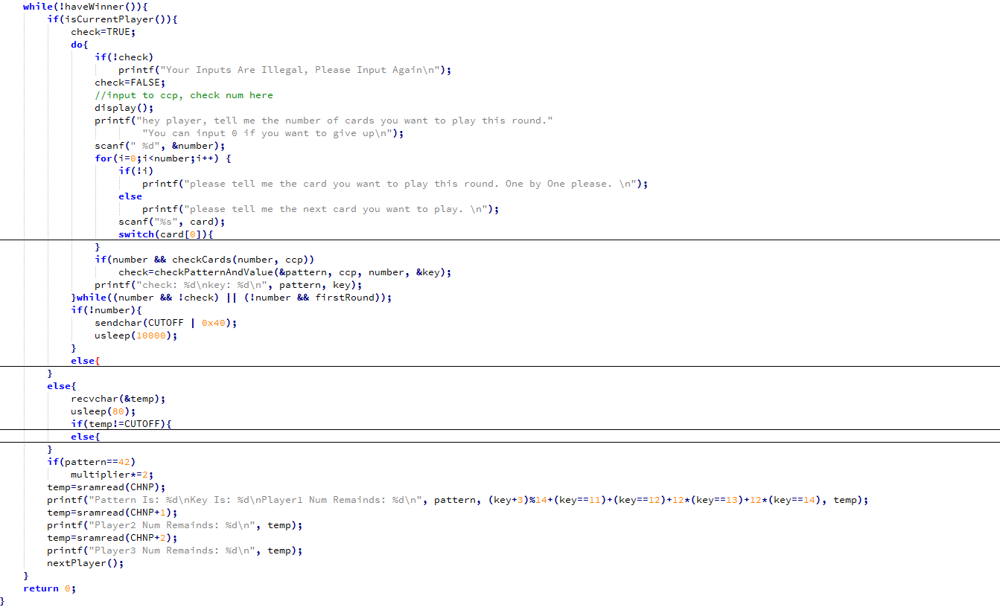 while(!haveWinner()){
if(isCurrentPlayer()){
check=TRUE;
do{
if(!check)
printf("Your Inputs Are Illegal, Please Input Again\n");
check=FALSE;
//input to ccp, check num here
display();
printf("hey player, tell me the number of cards you want to play this round."
"You can input 0 if you want to give up\n");
scanf(" %d", &number);
for(i=0;i<number;i++) {
if(!i)
printf("please tell me the card you want to play this round. One by One please. \n");
else
printf("please tell me the next card you want to play. \n");
scanf("%s", card);
switch(card[0]){
}
if(number && checkCards(number, ccp))
check=checkPatternAndValue(&pattern, ccp, number, &key);
printf("check: %d\nkey: %d\n", pattern, key);
}while((number && !check) || (!number && firstRound));
if(!number){
sendchar(CUTOFF | 0x40);
usleep(10000);
}
else{
}
else{
recvchar(&temp);
usleep(80);
if(temp!=CUTOFF){
else{
}
if(pattern==42)
multiplier*=2;
temp=sramread(CHNP);
printf("Pattern Is: %d\nKey Is: %d\nPlayer1 Num Remainds: %d\n", pattern, (key+3)%14+(key==11)+(key==12)+12*(key==13)+12*(key==14), temp);
temp=sramread(CHNP+1);
printf("Player2 Num Remainds: %d\n", temp);
temp=sramread(CHNP+2);
printf("Player3 Num Remainds: %d\n", temp);
nextPlayer();
}
return 0;
}